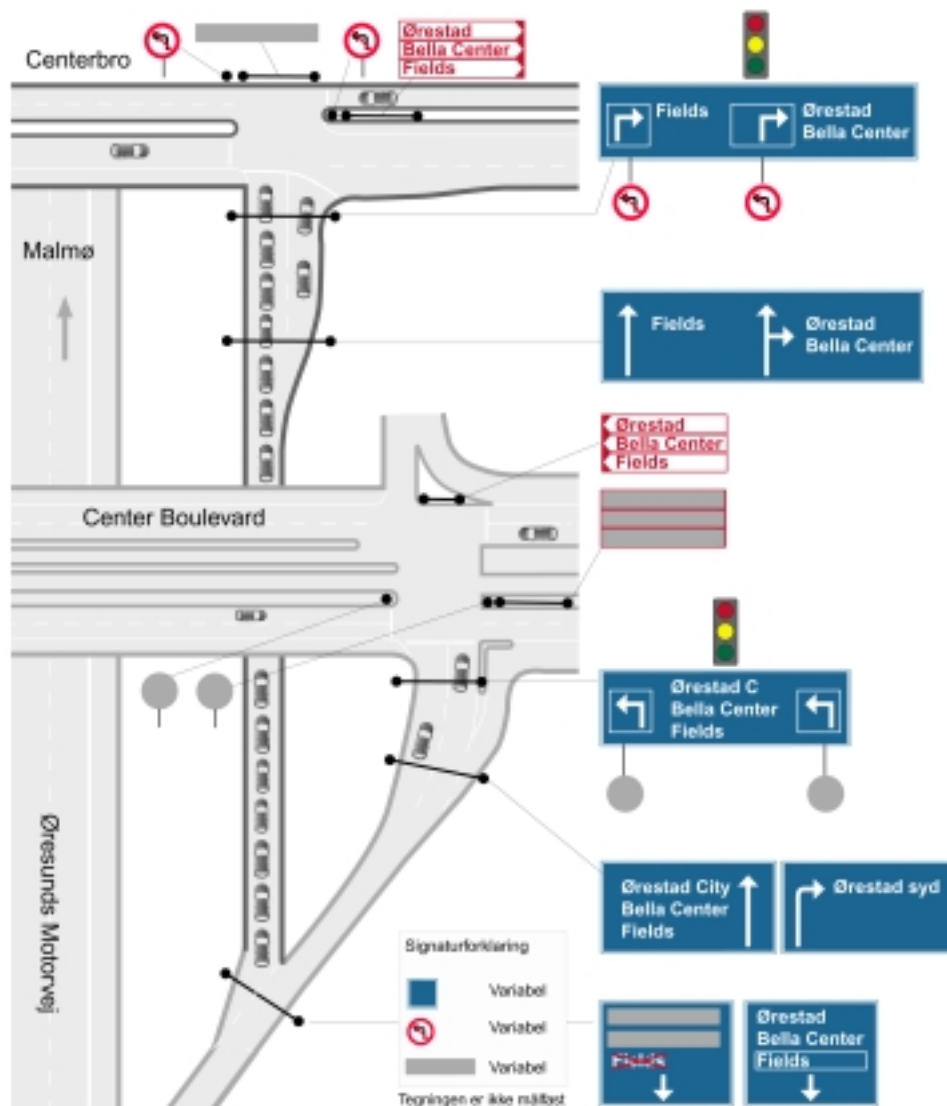 Centerbro
Ørestad
Bella Center
Fields
Fields
Ørestad
Bella Center
Malmø
Fields
Ørestad
Bella Center
Ørestad
Bella Center
Fields
Center Boulevard
Ørestad C
Bella Center
Fields
Øresunds Motorvej
Ørestad City
Bella Center
Fields
Ørestad syd
Signaturforklaring
Variabel
Variabel
Variabel
Tegningen er ikke målfast
Fields
Ørestad
Bella Center
Fields